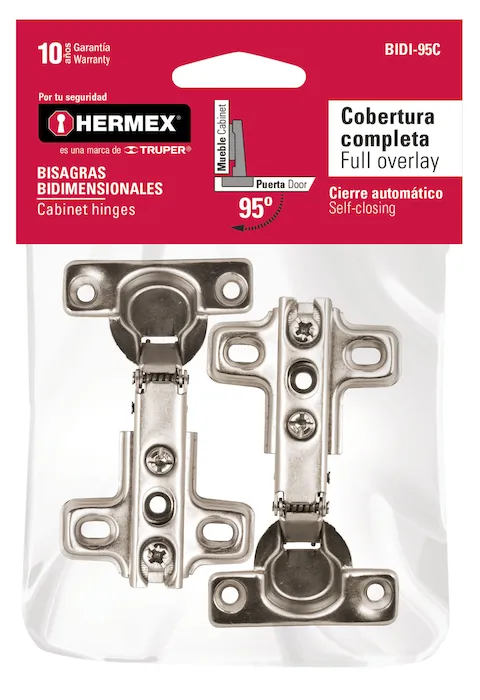 10 años Garantía
Warranty
BIDI-95C
Por tu seguridad
HERMEX®
es una marca de TRUPER®
BISAGRAS
BIDIMENSIONALES
Cabinet hinges
Mueble Cabinet
Puerta Door
95º
Cobertura
completa
Full overlay
Cierre automático
Self-closing